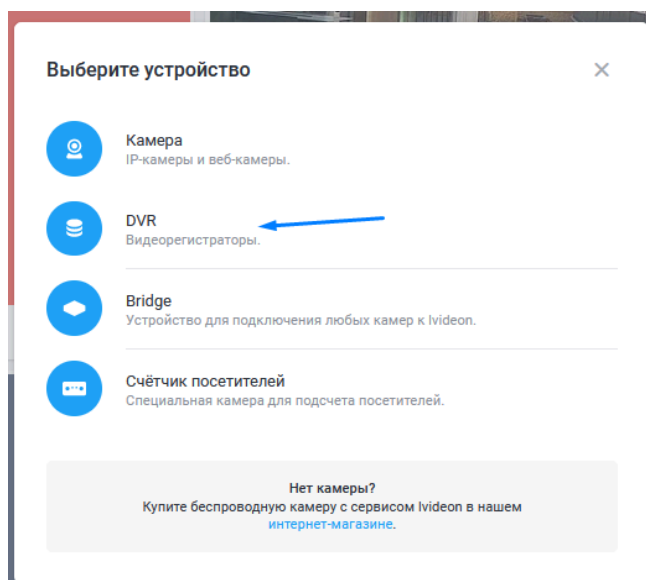 Выберите устройство
Камера
IP-камеры и веб-камеры.
DVR
Видеорегистраторы.
Bridge
Устройство для подключения любых камер к Ivideon.
Счётчик посетителей
Специальная камера для подсчета посетителей.
Нет камеры?
Купите беспроводную камеру с сервисом Ivideon в нашем
интернет-магазине.